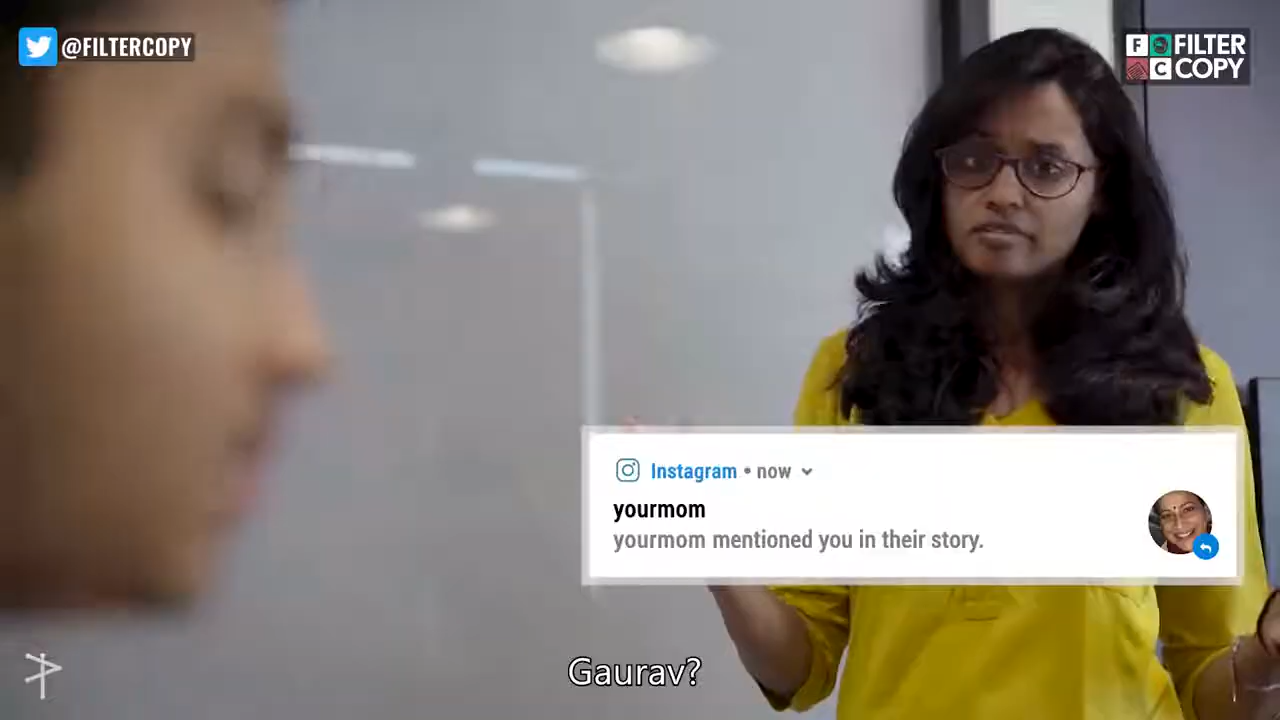 @FILTERCOPY
F FILTER
C COPY
Instagram • now
yourmom
yourmom mentioned you in their story.
Gaurav?